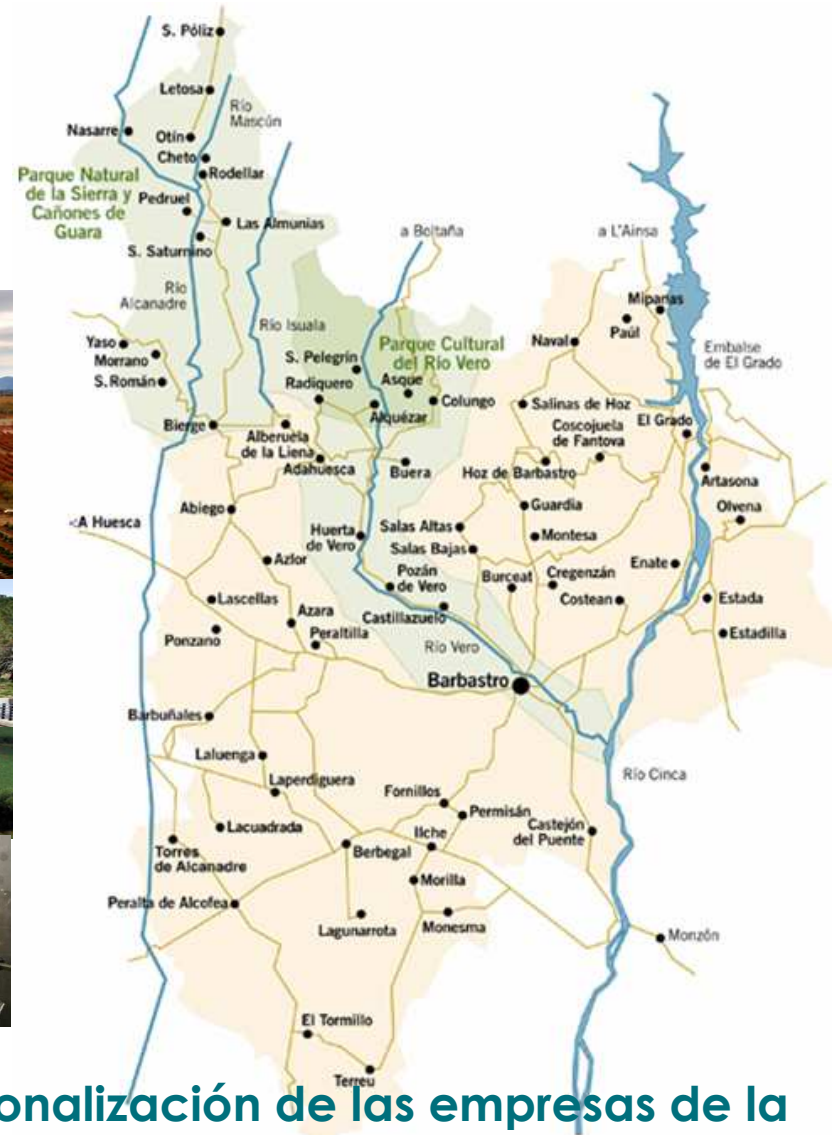 S. Póliz
Letosa
Río
Mascún
Nasarre
Otín
Cheto
Rodellar
Parque Natural
de la Sierra y
Cañones de
Guara
Pedruel
Las Almunias
S. Saturnino
a Boltaña
a L'Ainsa
Río
Alcanadre
Mipanas
Paúl
Río Isuala
Parque Cultural
del Río Vero
Naval
Embalse
de El Grado
Yaso
Morrano
S. Román
S. Pelegrín
Radiquero
Asque
Colungo
Alquézar
Salinas de Hoz
Coscojuela
de Fantova
El Grado
Bierge
Alberuela
de la Liena
Adahuesca
Buera
Hoz de Barbastro
Artasona
Olvena
Abiego
<A Huesca
Huerta
de Vero
Salas Altas
Guardia
Montesa
Salas Bajas
Azlor
Pozán
de Vero
Burceat
Cregenzán
Enate
Costean
Lascellas
Azara
Castillazuelo
Estada
Ponzano
Peraltilla
Río Vero
Estadilla
Barbastro
Barbuñales
Laluenga
Río Cinca
Laperdiguera
Fornillos
Permisán
Lacuadrada
Ilche
Castejón
del Puente
Torres
de Alcanadre
Berbegal
Morilla
Peralta de Alcofea
Lagunarrota
Monesma
Monzón
El Tormillo
Terreu
onalización de las empresas de la